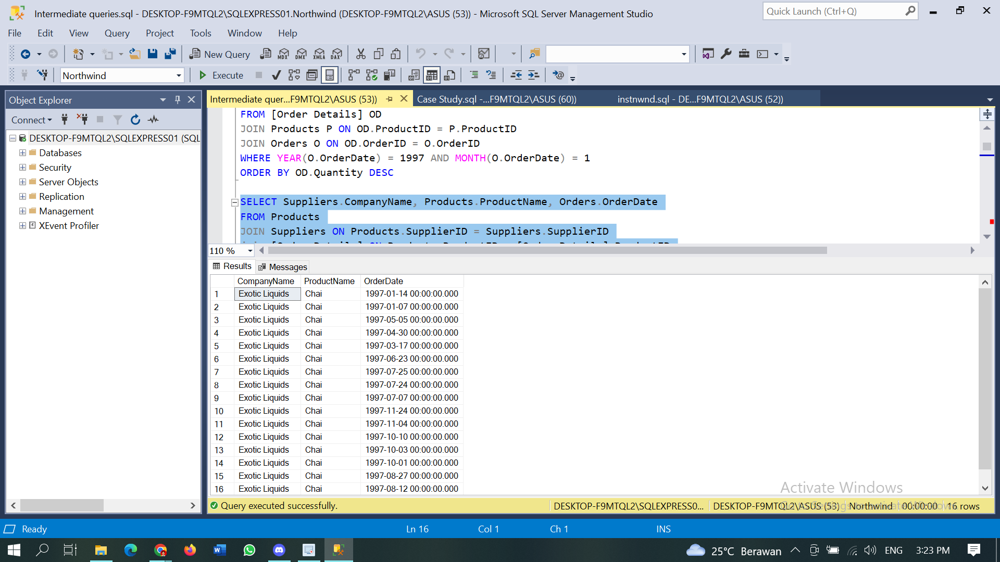 Intermediate queries.sql - DESKTOP-F9MTQL2\SQLEXPRESS01.Northwind (DESKTOP-F9MTQL2\ASUS (53)) - Microsoft SQL Server Management Studio
Quick Launch (Ctrl+Q)
File Edit View Query Project Tools Window Help
New Query MDX DMX XMLA DAX
Northwind Execute
Object Explorer
Connect
DESKTOP-F9MTQL2\SQLEXPRESS01 (SQL
Databases
Security
Server Objects
Replication
Management
XEvent Profiler
Intermediate quer...F9MTQL2\ASUS (53)) Case Study.sql -...F9MTQL2\ASUS (60)) instnwnd.sql - DE...F9MTQL2\ASUS (52))
FROM [Order Details] OD
JOIN Products P ON OD.ProductID = P.ProductID
JOIN Orders O ON OD.OrderID = O.OrderID
WHERE YEAR(O.OrderDate) = 1997 AND MONTH(O.OrderDate) = 1
ORDER BY OD.Quantity DESC
SELECT Suppliers.CompanyName, Products.ProductName, Orders.OrderDate
FROM Products
JOIN Suppliers ON Products.SupplierID = Suppliers.SupplierID
110 %
Results Messages
CompanyName ProductName OrderDate
1 Exotic Liquids Chai 1997-01-14 00:00:00.000
2 Exotic Liquids Chai 1997-01-07 00:00:00.000
3 Exotic Liquids Chai 1997-05-05 00:00:00.000
4 Exotic Liquids Chai 1997-04-30 00:00:00.000
5 Exotic Liquids Chai 1997-03-17 00:00:00.000
6 Exotic Liquids Chai 1997-06-23 00:00:00.000
7 Exotic Liquids Chai 1997-07-25 00:00:00.000
8 Exotic Liquids Chai 1997-07-24 00:00:00.000
9 Exotic Liquids Chai 1997-07-07 00:00:00.000
10 Exotic Liquids Chai 1997-11-24 00:00:00.000
11 Exotic Liquids Chai 1997-11-04 00:00:00.000
12 Exotic Liquids Chai 1997-10-10 00:00:00.000
13 Exotic Liquids Chai 1997-10-03 00:00:00.000
14 Exotic Liquids Chai 1997-10-01 00:00:00.000
15 Exotic Liquids Chai 1997-08-27 00:00:00.000
16 Exotic Liquids Chai 1997-08-12 00:00:00.000
Activate Windows
Go to Settings to activate Windows.
Query executed successfully. DESKTOP-F9MTQL2\SQLEXPRESS0... DESKTOP-F9MTQL2\ASUS (53) Northwind 00:00:00 16 rows
Ready Ln 16 Col 1 Ch 1 INS
25°C Berawan ENG 3:23 PM